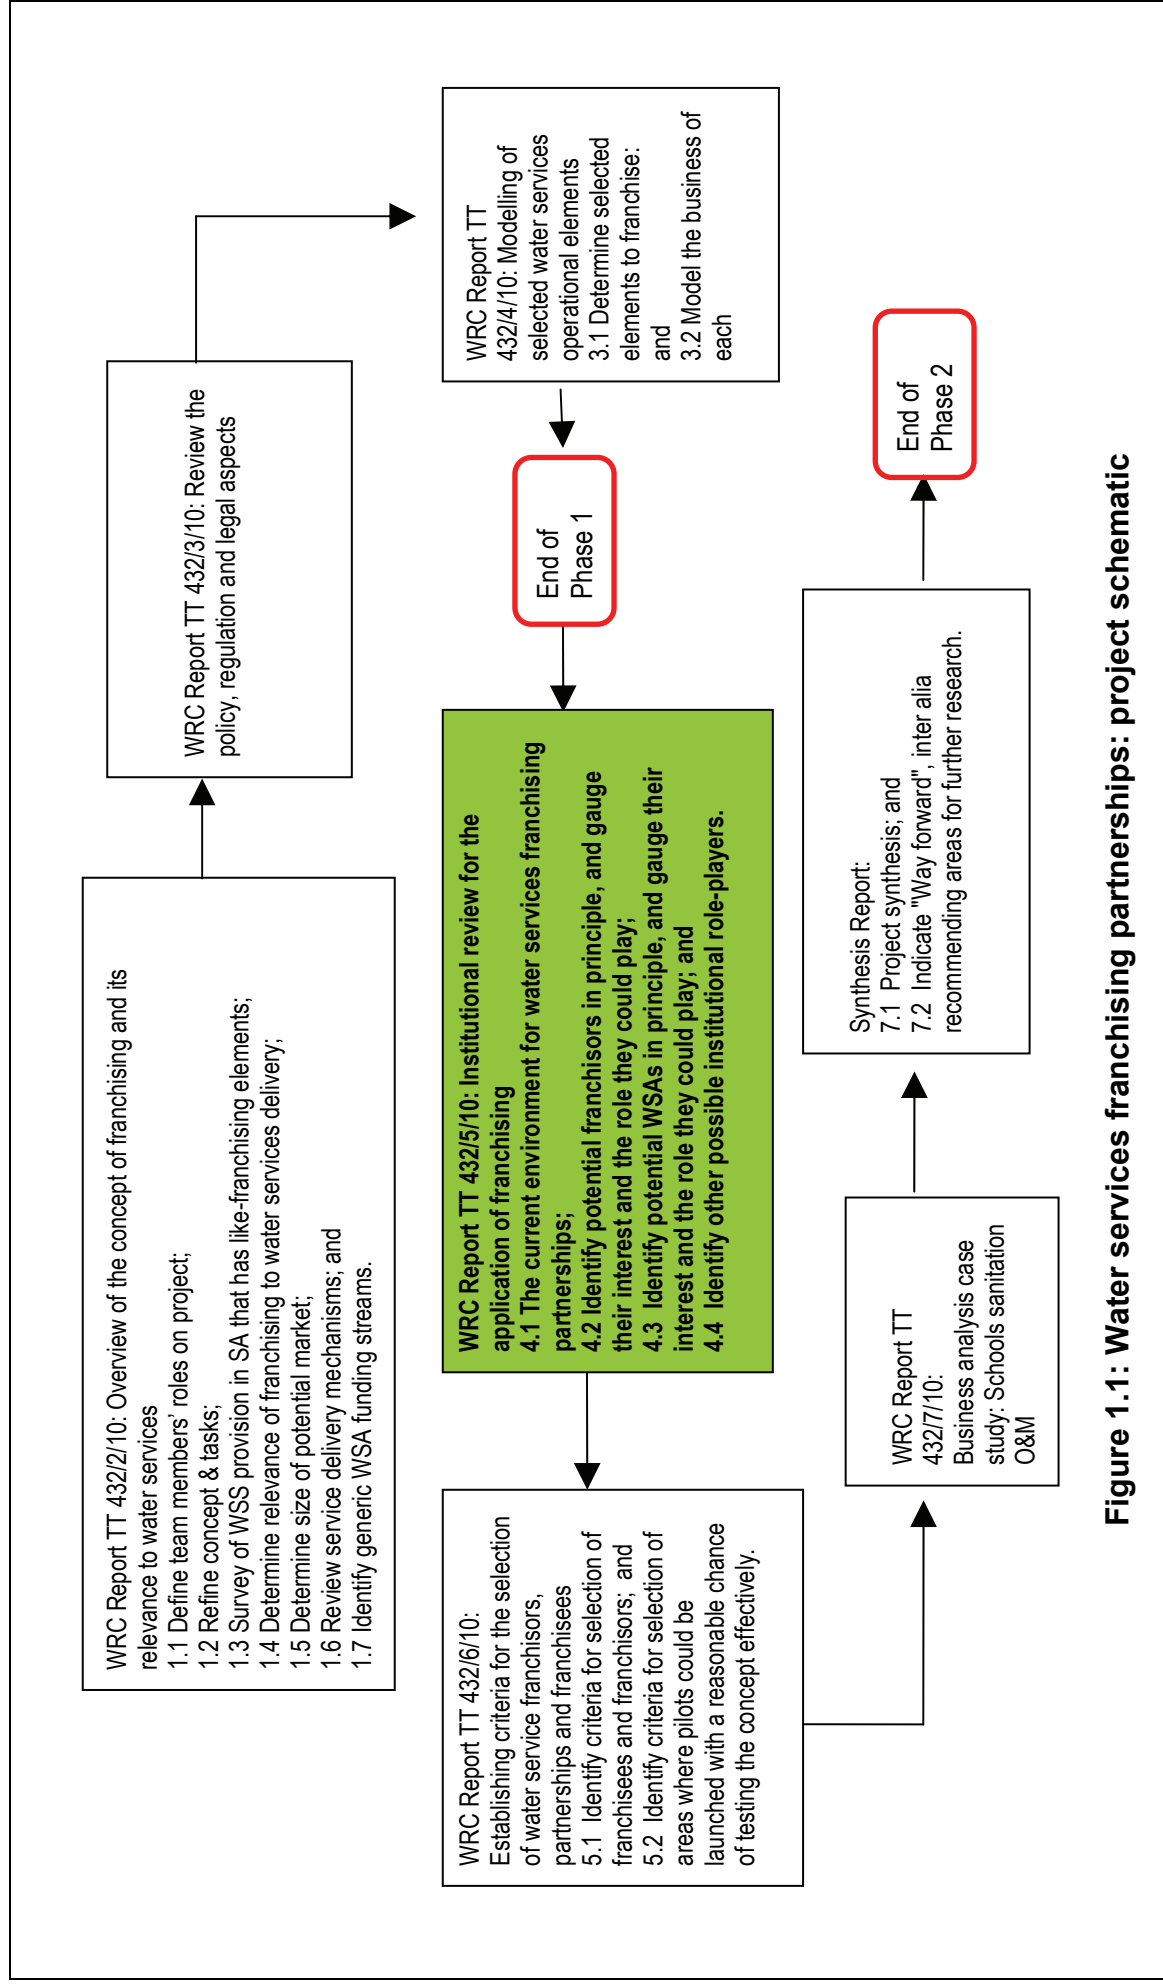 WRC Report TT 432/2/10: Overview of the concept of franchising and its
relevance to water services
1.1 Define team members' roles on project;
1.2 Refine concept & tasks;
1.3 Survey of WSS provision in SA that has like-franchising elements;
1.4 Determine relevance of franchising to water services delivery;
1.5 Determine size of potential market;
1.6 Review service delivery mechanisms; and
1.7 Identify generic WSA funding streams.
WRC Report TT 432/3/10: Review the
policy, regulation and legal aspects
WRC Report TT
432/4/10: Modelling of
selected water services
operational elements
3.1 Determine selected
elements to franchise:
and
3.2 Model the business of
each
End of
Phase 1
WRC Report TT 432/5/10: Institutional review for the
application of franchising
4.1 The current environment for water services franchising
partnerships;
4.2 Identify potential franchisors in principle, and gauge
their interest and the role they could play;
4.3  Identify potential WSAs in principle, and gauge their
interest and the role they could play; and
4.4  Identify other possible institutional role-players.
WRC Report TT 432/6/10:
Establishing criteria for the selection
of water service franchisors,
partnerships and franchisees
5.1  Identify criteria for selection of
franchisees and franchisors;  and
5.2  Identify criteria for selection of
areas where pilots could be
launched with a reasonable chance
of testing the concept effectively.
WRC Report TT
432/7/10:
Business analysis case
study: Schools sanitation
O&M
Synthesis Report:
7.1  Project synthesis; and
7.2  Indicate "Way forward", inter alia
recommending areas for further research.
End of
Phase 2
Figure 1.1: Water services franchising partnerships: project schematic